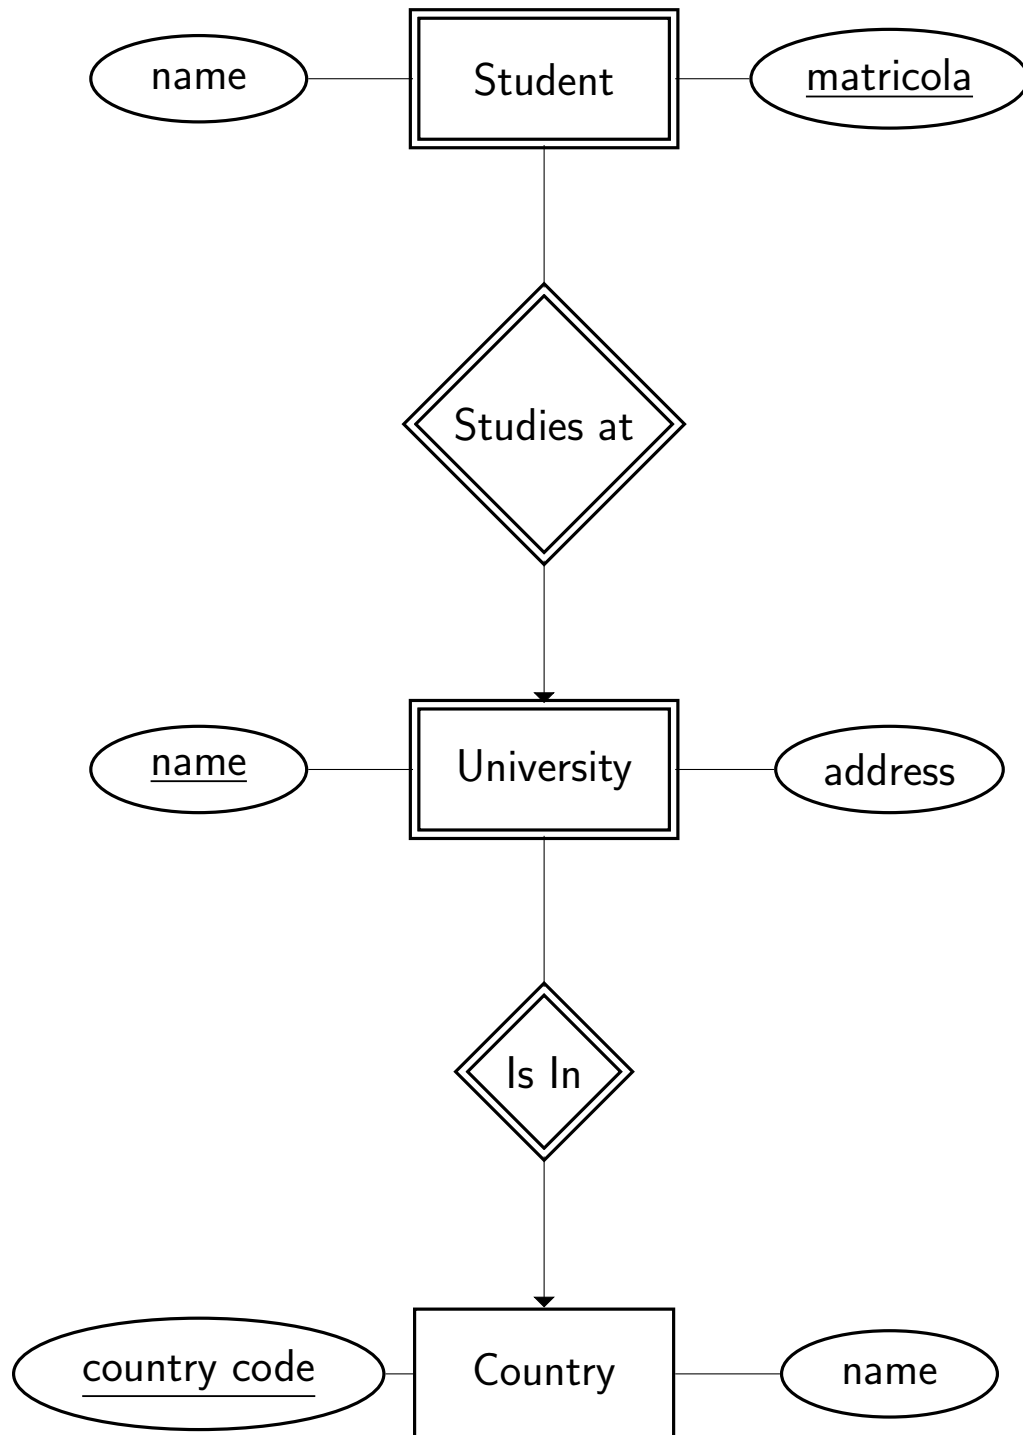 name
Student
matricola
Studies at
name
University
address
Is In
country code
Country
name